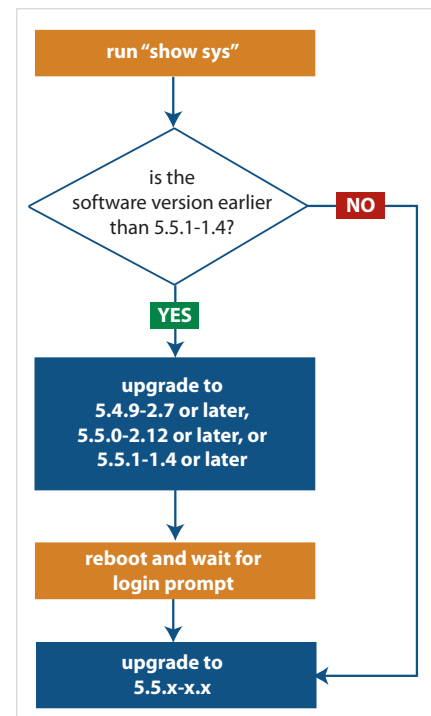 run “show sys”
is the
software version earlier
than 5.5.1-1.4?
NO
YES
upgrade to
5.4.9-2.7 or later,
5.5.0-2.12 or later, or
5.5.1-1.4 or later
reboot and wait for
login prompt
upgrade to
5.5.x-x.x